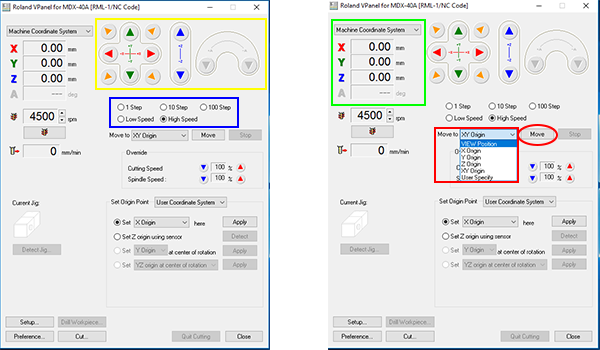 Roland VPanel for MDX-40A [RML-1/NC Code]
Machine Coordinate System
X 0.00 mm
Y 0.00 mm
Z 0.00 mm
A --- deg
1 Step 10 Step 100 Step
Low Speed High Speed
4500 rpm
Move to XY Origin Move Stop
0 mm/min
Override
Cutting Speed 100 %
Spindle Speed : 100 %
Current Jig:
Detect Jig...
Set Origin Point User Coordinate System
Set X Origin here Apply
Set Z origin using sensor Detect
Set Y Origin at center of rotation Apply
Set YZ origin at center of rotation Apply
Setup... Drill Workpiece...
Preference... Cut... Quit Cutting Close
Roland VPanel for MDX-40A [RML-1/NC Code]
Machine Coordinate System
X 0.00 mm
Y 0.00 mm
Z 0.00 mm
A --- deg
1 Step 10 Step 100 Step
Low Speed High Speed
4500 rpm
Move to XY Origin Move Stop
VIEW Position
X Origin
Y Origin
Z Origin
XY Origin
User Specify
0 mm/min
100 %
100 %
Current Jig:
Detect Jig...
Set Origin Point User Coordinate System
Set X Origin here Apply
Set Z origin using sensor Detect
Set Y Origin at center of rotation Apply
Set YZ origin at center of rotation Apply
Setup... Drill Workpiece...
Preference... Cut... Quit Cutting Close